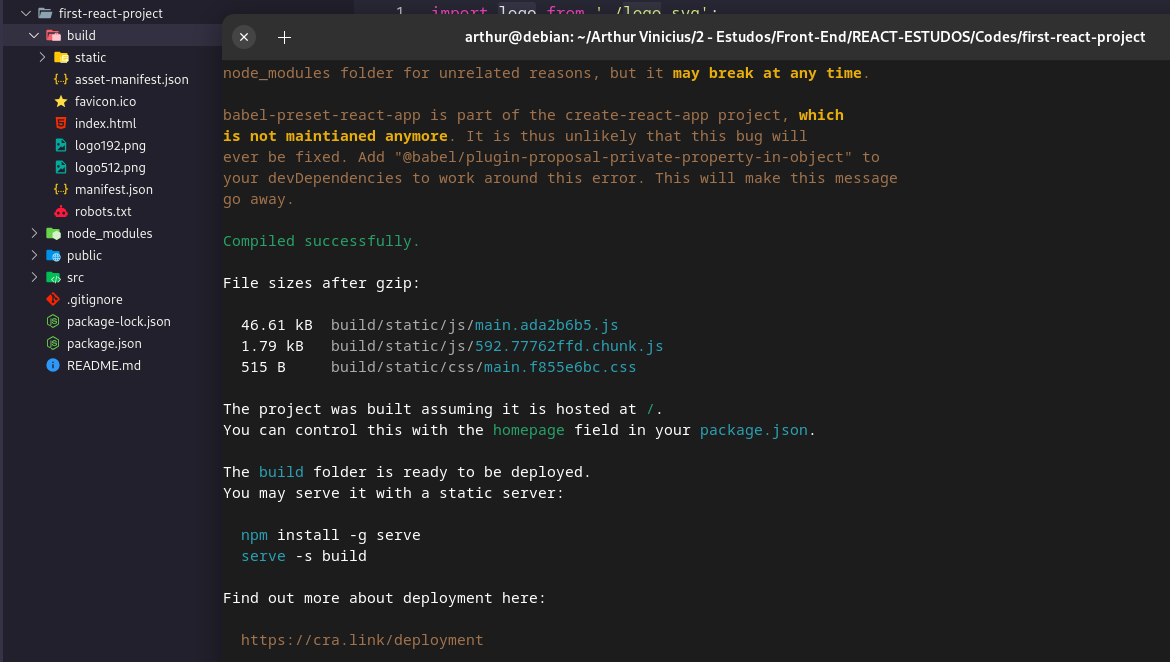 first-react-project
build
static
asset-manifest.json
favicon.ico
index.html
logo192.png
logo512.png
manifest.json
robots.txt
node_modules
public
src
.gitignore
package-lock.json
package.json
README.md
1 import logo from './logo.svg';
arthur@debian: ~/Arthur Vinicius/2 - Estudos/Front-End/REACT-ESTUDOS/Codes/first-react-project
node_modules folder for unrelated reasons, but it may break at any time.
babel-preset-react-app is part of the create-react-app project, which
is not maintianed anymore. It is thus unlikely that this bug will
ever be fixed. Add "@babel/plugin-proposal-private-property-in-object" to
your devDependencies to work around this error. This will make this message
go away.
Compiled successfully.
File sizes after gzip:
46.61 kB build/static/js/main.ada2b6b5.js
1.79 kB build/static/js/592.77762ffd.chunk.js
515 B build/static/css/main.f855e6bc.css
The project was built assuming it is hosted at /.
You can control this with the homepage field in your package.json.
The build folder is ready to be deployed.
You may serve it with a static server:
npm install -g serve
serve -s build
Find out more about deployment here:
https://cra.link/deployment